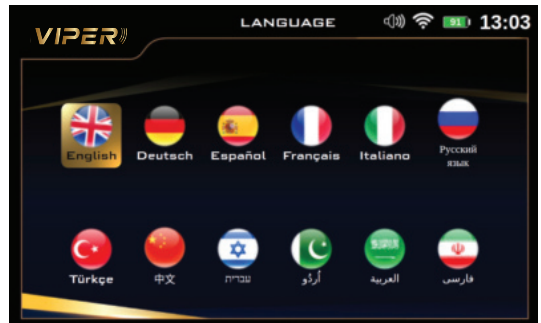 VIPER
LANGUAGE
91
13:03
English
Deutsch
Español
Français
Italiano
Русский
язык
Türkçe
中文
עברית
اُردُو
العربية
فارسی